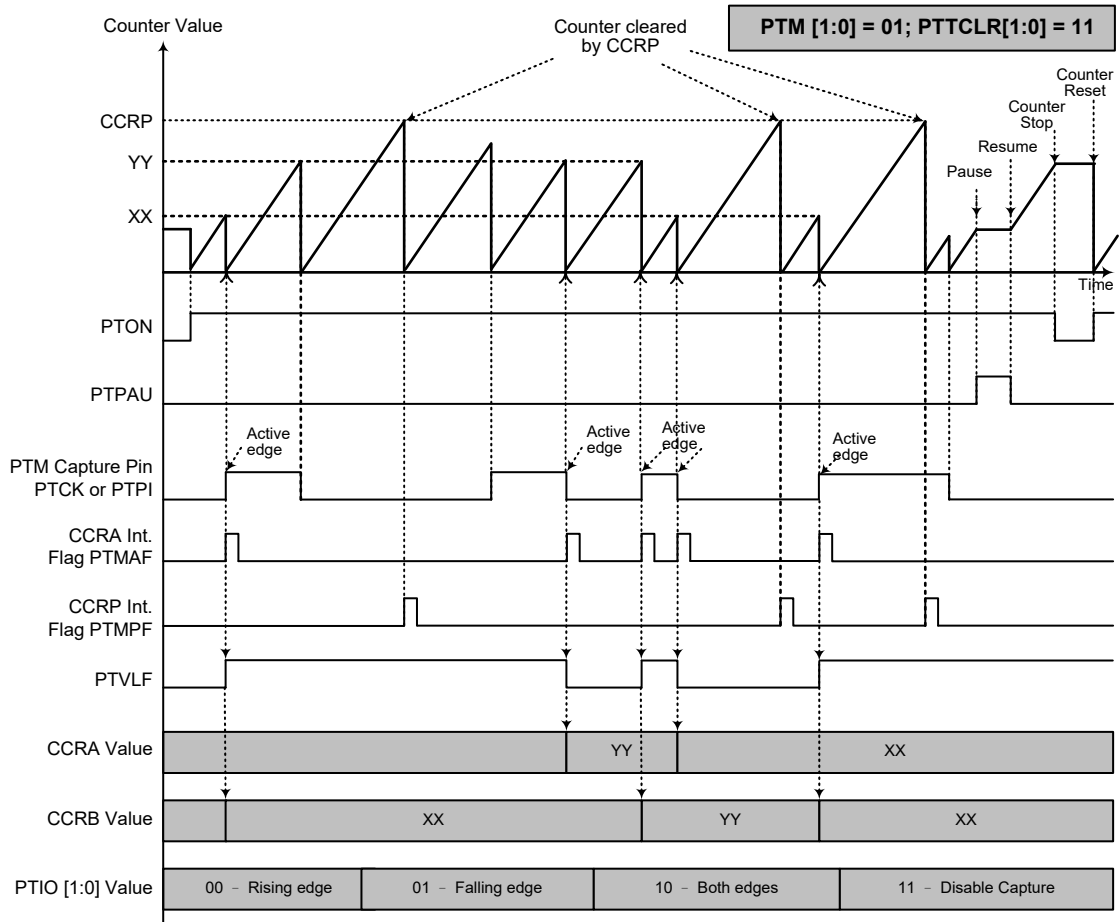 Counter Value
Counter cleared
by CCRP
PTM [1:0] = 01; PTTCLR[1:0] = 11
Counter
Reset
Counter
Stop
CCRP
Resume
YY
Pause
XX
Time
PTON
PTPAU
Active
edge
Active
edge
Active
edge
Active
edge
PTM Capture Pin
PTCK or PTPI
CCRA Int.
Flag PTMAF
CCRP Int.
Flag PTMPF
PTVLF
CCRA Value
YY
XX
CCRB Value
XX
YY
XX
PTIO [1:0] Value
00 – Rising edge
01 – Falling edge
10 – Both edges
11 – Disable Capture